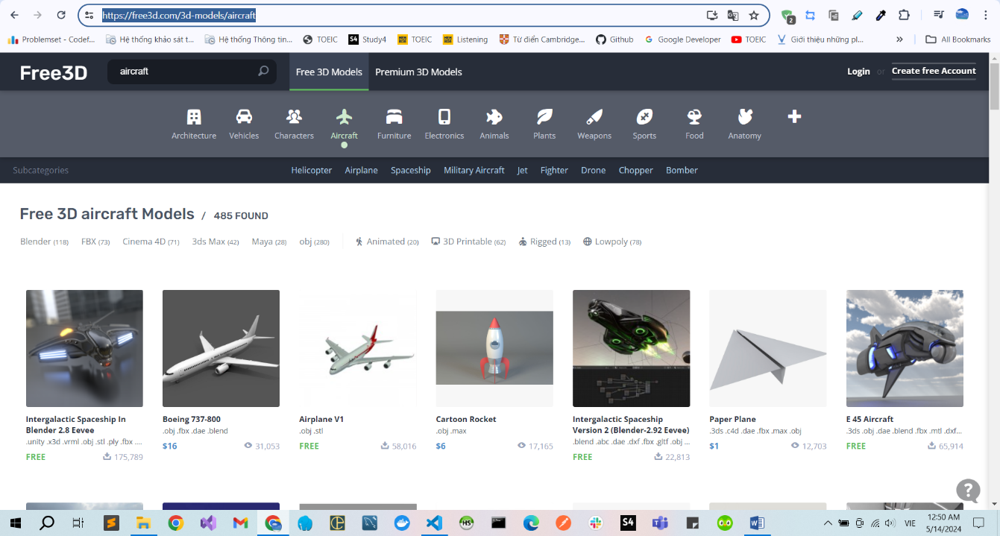 https://free3d.com/3d-models/aircraft
2
Problemset - Codef...
Hệ thống khảo sát t...
Hệ thống Thông tin...
TOEIC
S4 Study4
TOEIC
Listening
Từ điển Cambridge...
Github
Google Developer
TOEIC
Giới thiệu những pl...
»
All Bookmarks
Free3D
aircraft
Free 3D Models
Premium 3D Models
Login or Create free Account
Architecture
Vehicles
Characters
Aircraft
Furniture
Electronics
Animals
Plants
Weapons
Sports
Food
Anatomy
Subcategories
Helicopter Airplane Spaceship Military Aircraft Jet Fighter Drone Chopper Bomber
Free 3D aircraft Models / 485 FOUND
Blender (118) FBX (73) Cinema 4D (71) 3ds Max (42) Maya (28) obj (280) Animated (20) 3D Printable (62) Rigged (13) Lowpoly (78)
Intergalactic Spaceship In
Blender 2.8 Eevee
.unity .x3d .vrml .obj .stl .ply .fbx ....
FREE 175,789
Boeing 737-800
.obj .fbx .dae .blend
$16 31,053
Airplane V1
.obj .stl
FREE 58,016
Cartoon Rocket
.obj .max
$6 17,165
Intergalactic Spaceship
Version 2 (Blender-2.92 Eevee)
.blend .abc .dae .dxf .fbx .gltf .obj ...
FREE 22,813
Paper Plane
.3ds .c4d .dae .fbx .max .obj
$1 12,703
E 45 Aircraft
.3ds .obj .dae .blend .fbx .mtl .dxf...
FREE 65,914
?
S4
VIE
12:50 AM
5/14/2024